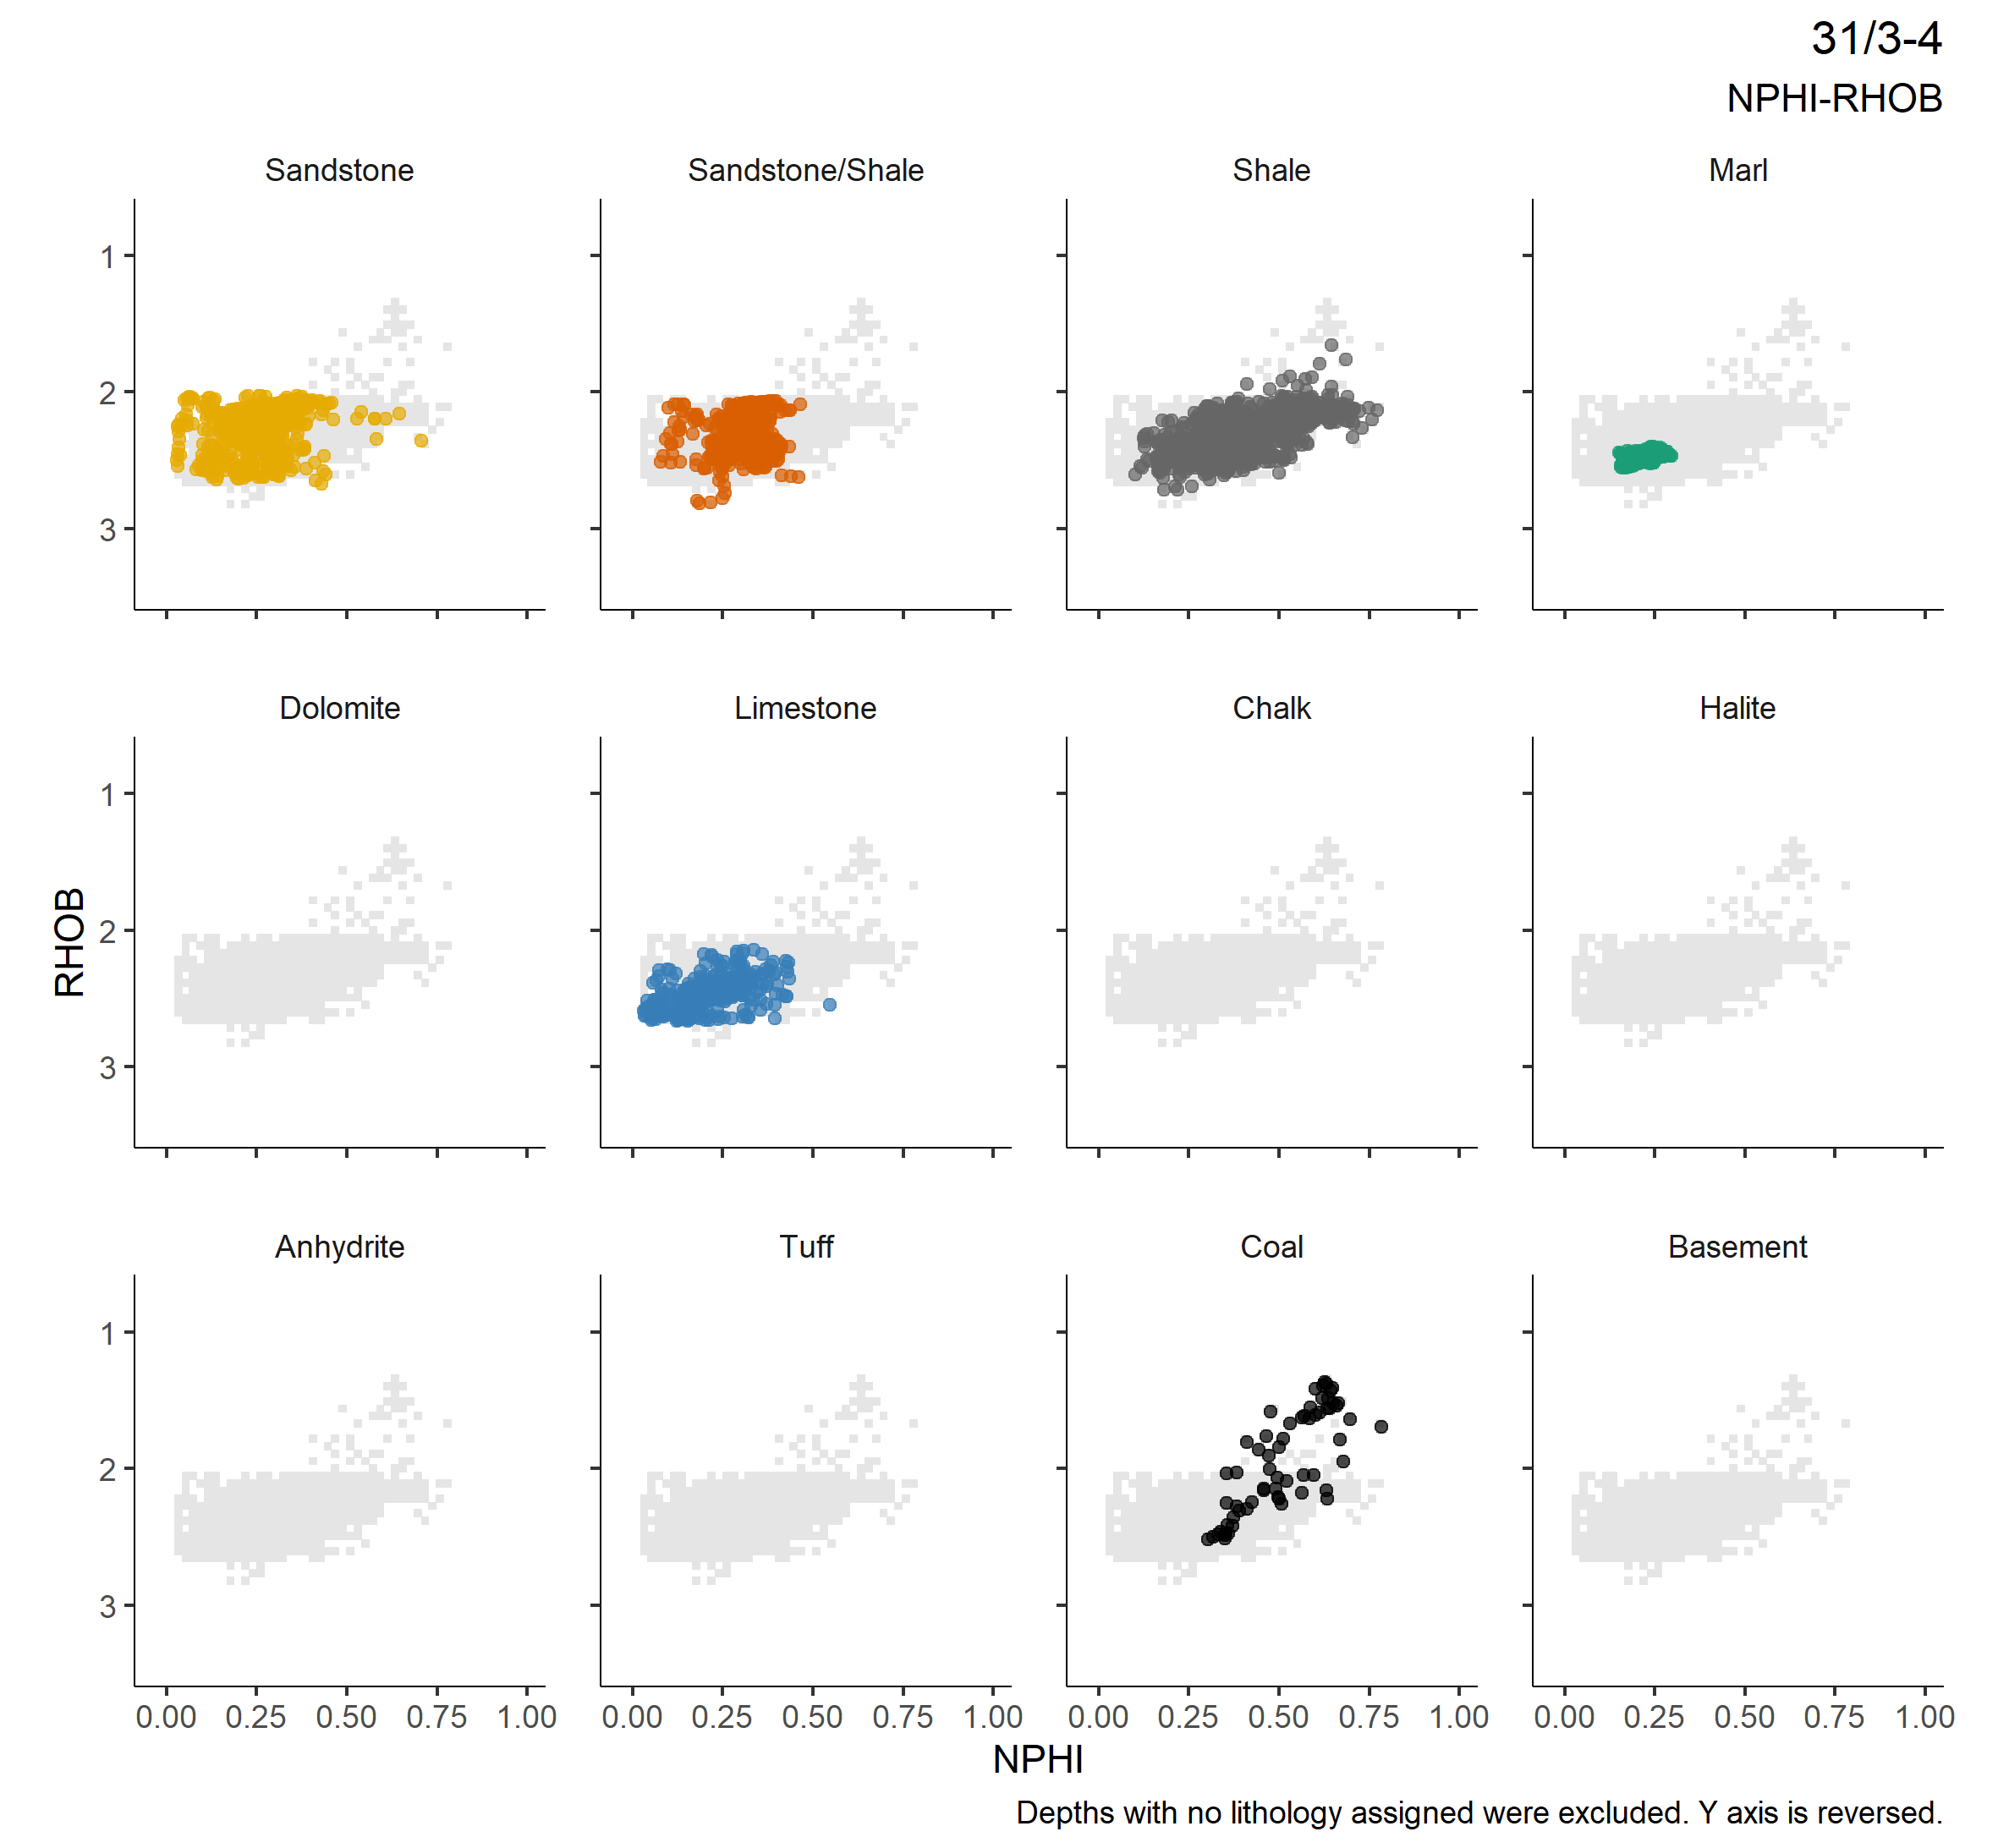 31/3-4
NPHI-RHOB
Sandstone Sandstone/Shale Shale Marl
1
2
3
Dolomite Limestone Chalk Halite
1
2
3
RHOB
Anhydrite Tuff Coal Basement
1
2
3
0.00 0.25 0.50 0.75 1.00 0.00 0.25 0.50 0.75 1.00 0.00 0.25 0.50 0.75 1.00 0.00 0.25 0.50 0.75 1.00
NPHI
Depths with no lithology assigned were excluded. Y axis is reversed.